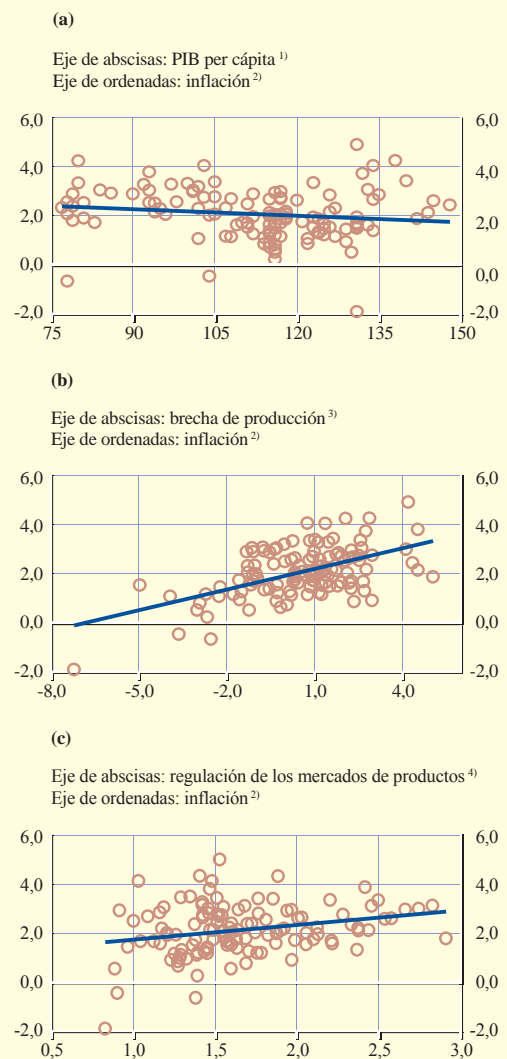 (a)
Eje de abscisas: PIB per cápita 1)
Eje de ordenadas: inflación 2)
6,0 6,0
4,0 4,0
2,0 2,0
0,0 0,0
-2,0 -2,0
75 90 105 120 135 150
(b)
Eje de abscisas: brecha de producción 3)
Eje de ordenadas: inflación 2)
6,0 6,0
4,0 4,0
2,0 2,0
0,0 0,0
-2,0 -2,0
-8,0 -5,0 -2,0 1,0 4,0
(c)
Eje de abscisas: regulación de los mercados de productos 4)
Eje de ordenadas: inflación 2)
6,0 6,0
4,0 4,0
2,0 2,0
0,0 0,0
-2,0 -2,0
0,5 1,0 1,5 2,0 2,5 3,0